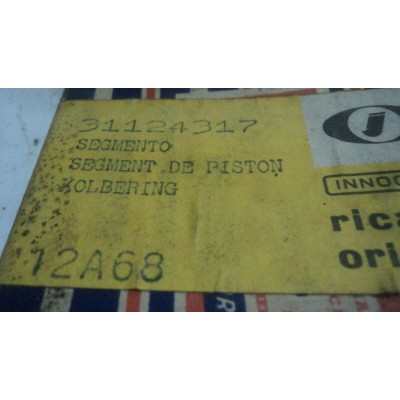 31124317
SEGMENTO
SEGMENT DE PISTON
KOLBERING
12A68
J
INNOC
rica
ori